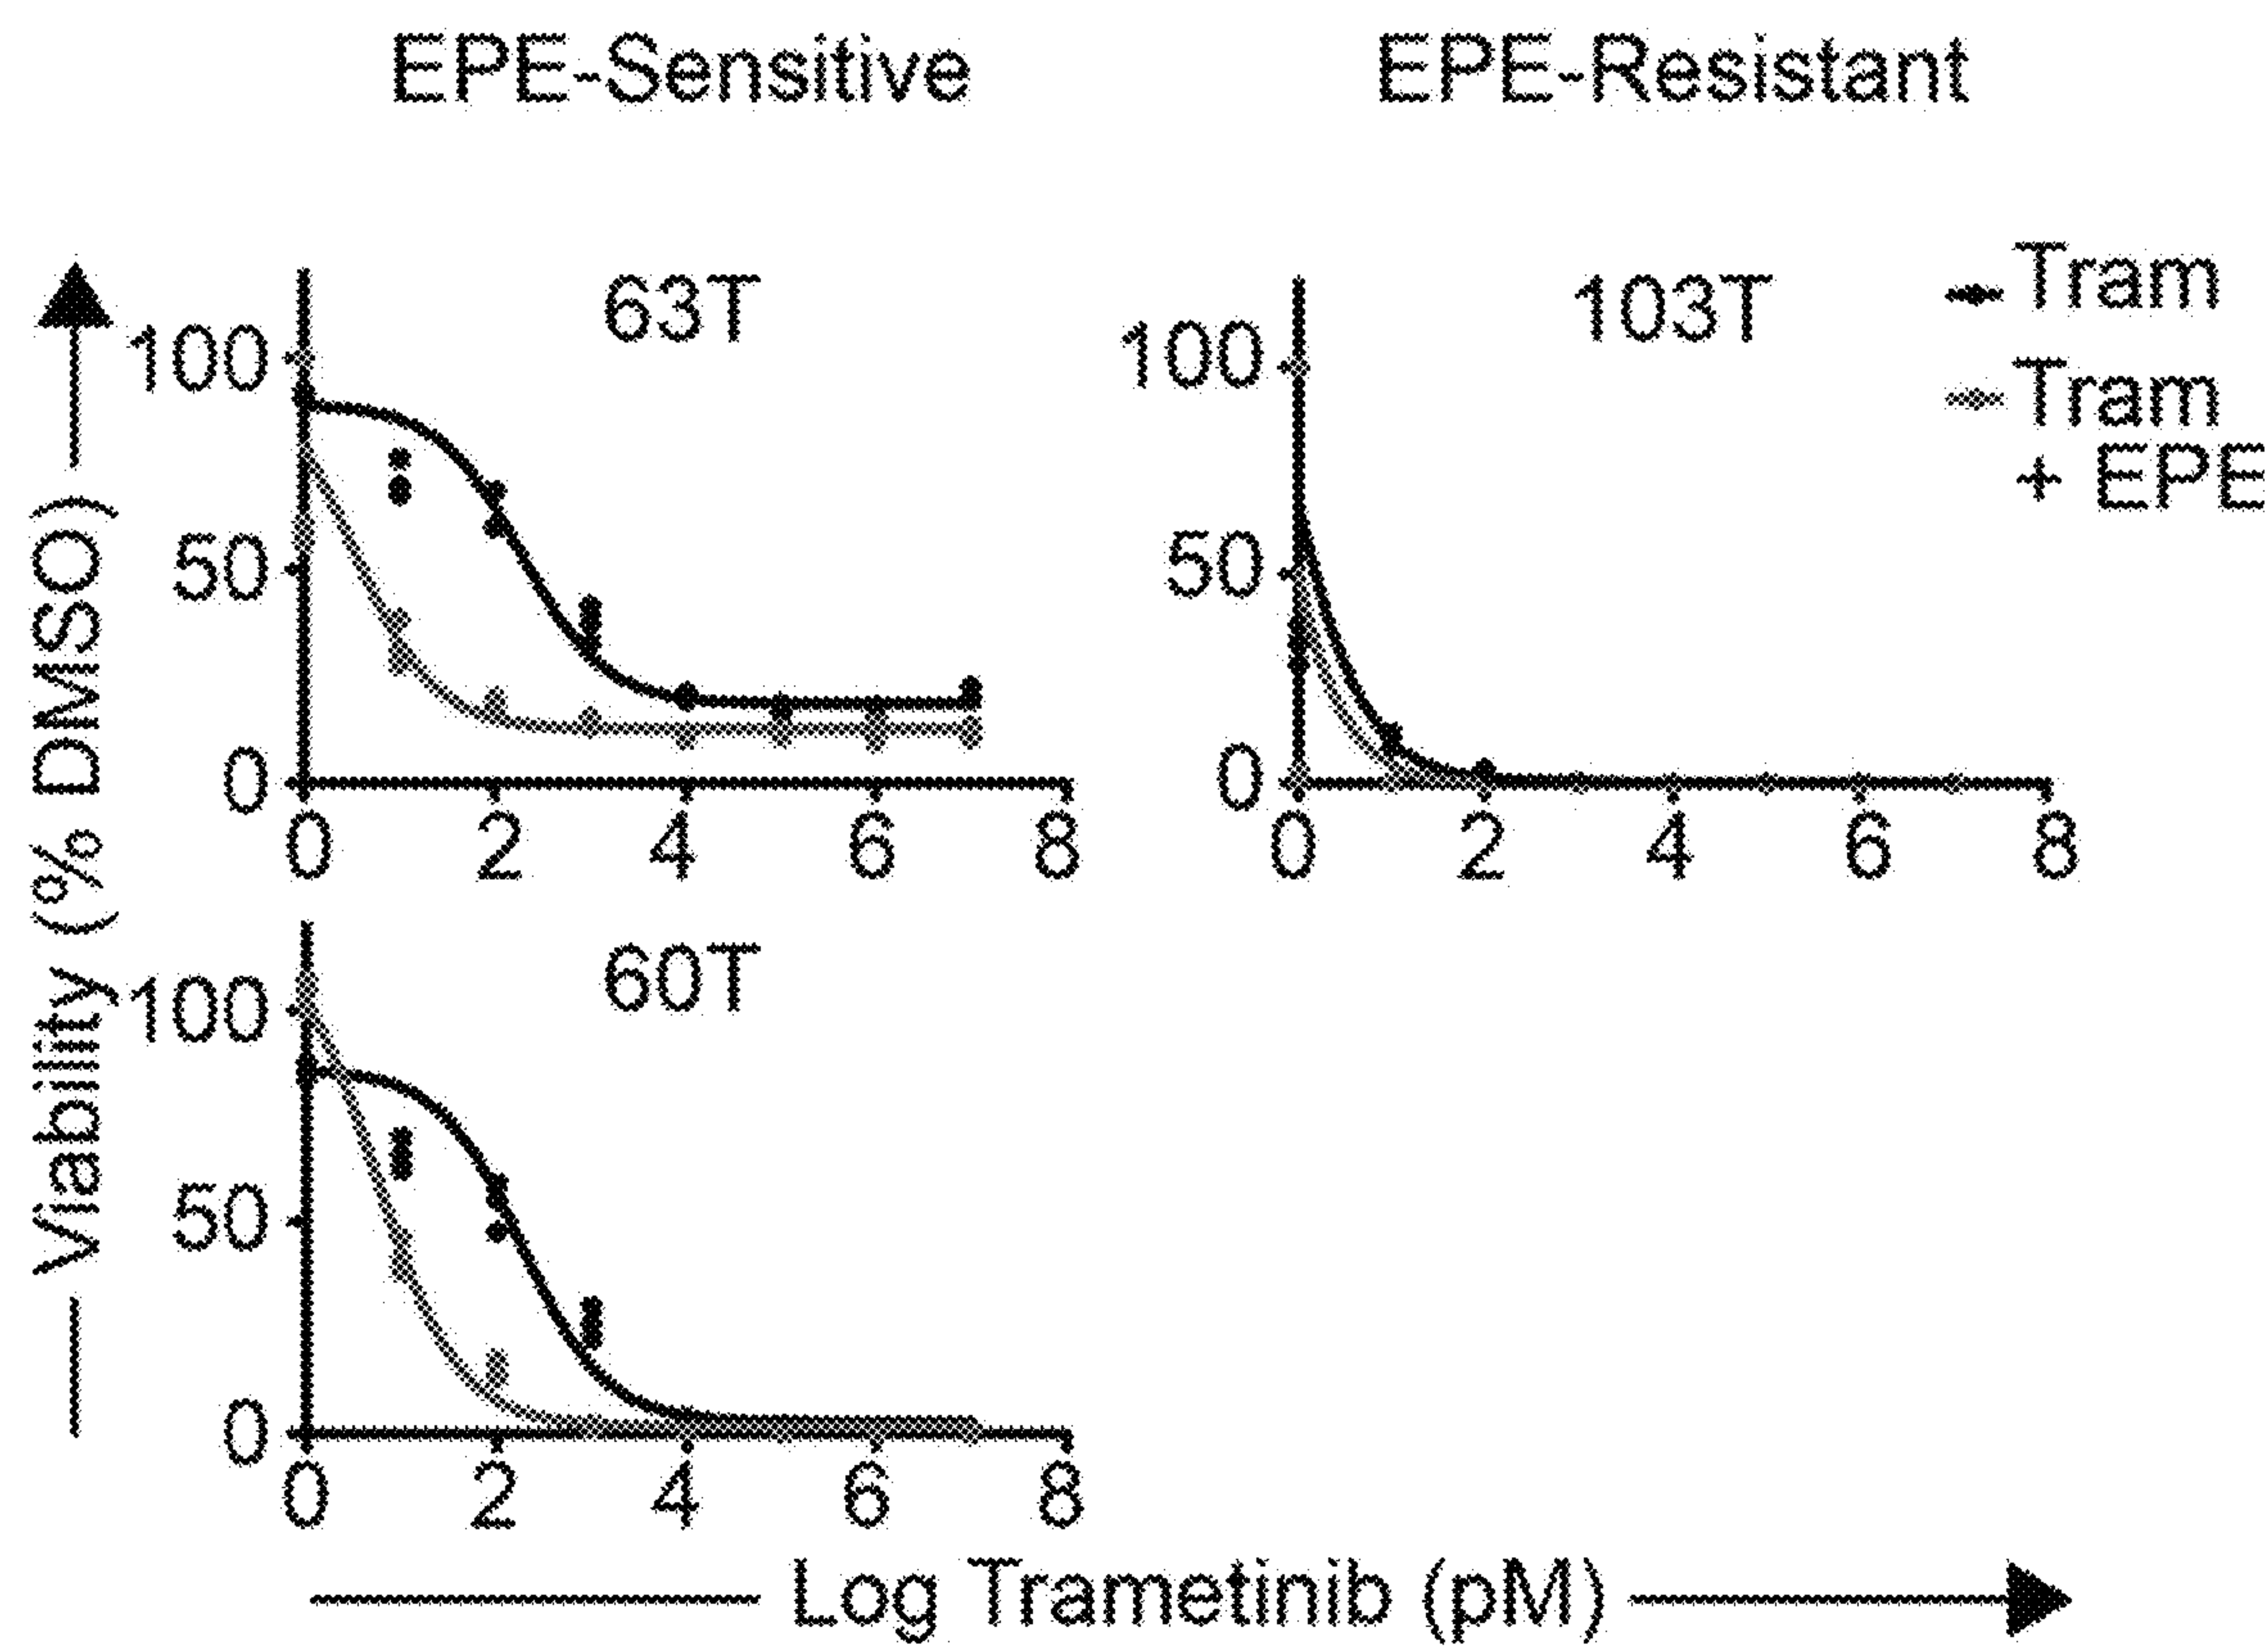 EPE-Sensitive
EPE-Resistant
Viability (% DMSO)
63T
100
50
0
0 2 4 6 8
103T
100
50
0
0 2 4 6 8
Tram
Tram
+ EPE
60T
100
50
0
0 2 4 6 8
Log Trametinib (pM)